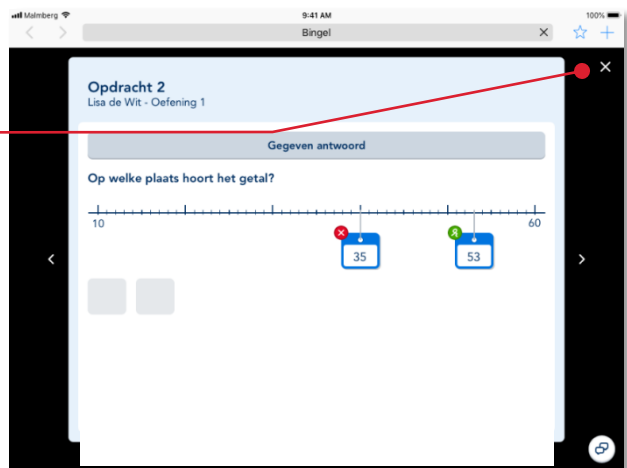 Malmberg 9:41 AM 100%
Bingel
Opdracht 2
Lisa de Wit - Oefening 1
Gegeven antwoord
Op welke plaats hoort het getal?
10 60
35 53